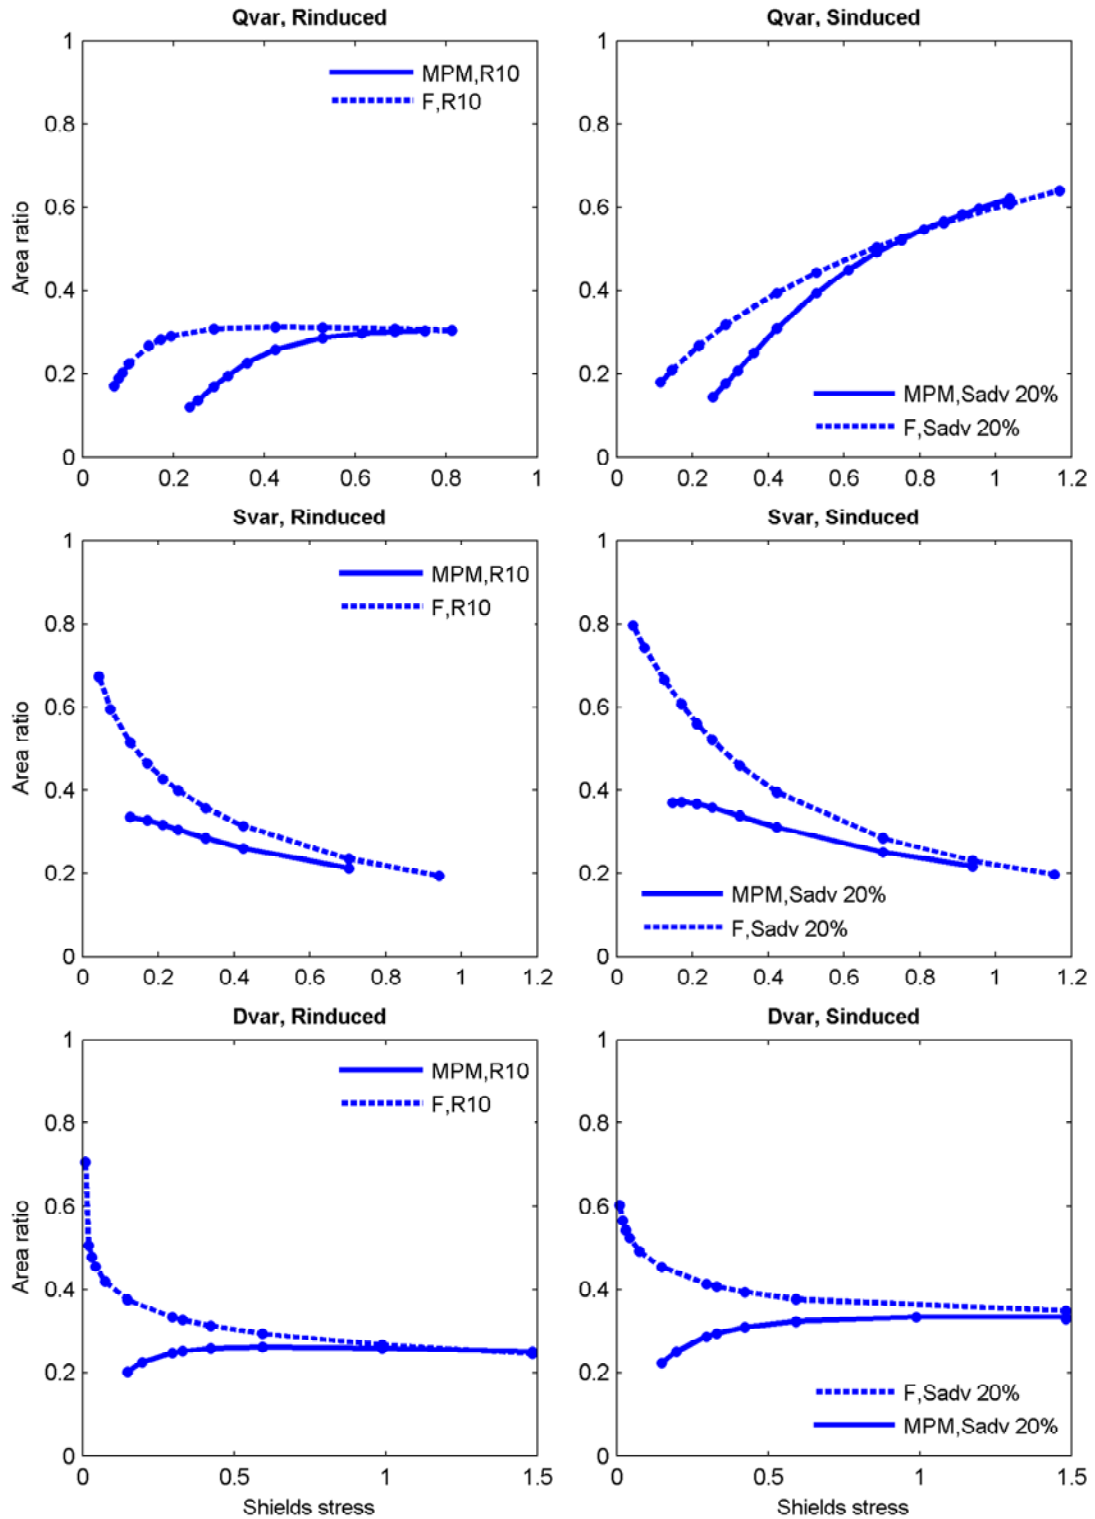 Qvar, Rinduced
Qvar, Sinduced
1
0.8
0.6
0.4
0.2
0
Area ratio
MPM,R10
F,R10
0 0.2 0.4 0.6 0.8 1
1
0.8
0.6
0.4
0.2
0
MPM,Sadv 20%
F,Sadv 20%
0 0.2 0.4 0.6 0.8 1 1.2
Svar, Rinduced
Svar, Sinduced
1
0.8
0.6
0.4
0.2
0
Area ratio
MPM,R10
F,R10
0 0.2 0.4 0.6 0.8 1 1.2
1
0.8
0.6
0.4
0.2
0
MPM,Sadv 20%
F,Sadv 20%
0 0.2 0.4 0.6 0.8 1 1.2
Dvar, Rinduced
Dvar, Sinduced
1
0.8
0.6
0.4
0.2
0
Area ratio
MPM,R10
F,R10
0 0.5 1 1.5
Shields stress
1
0.8
0.6
0.4
0.2
0
F,Sadv 20%
MPM,Sadv 20%
0 0.5 1 1.5
Shields stress